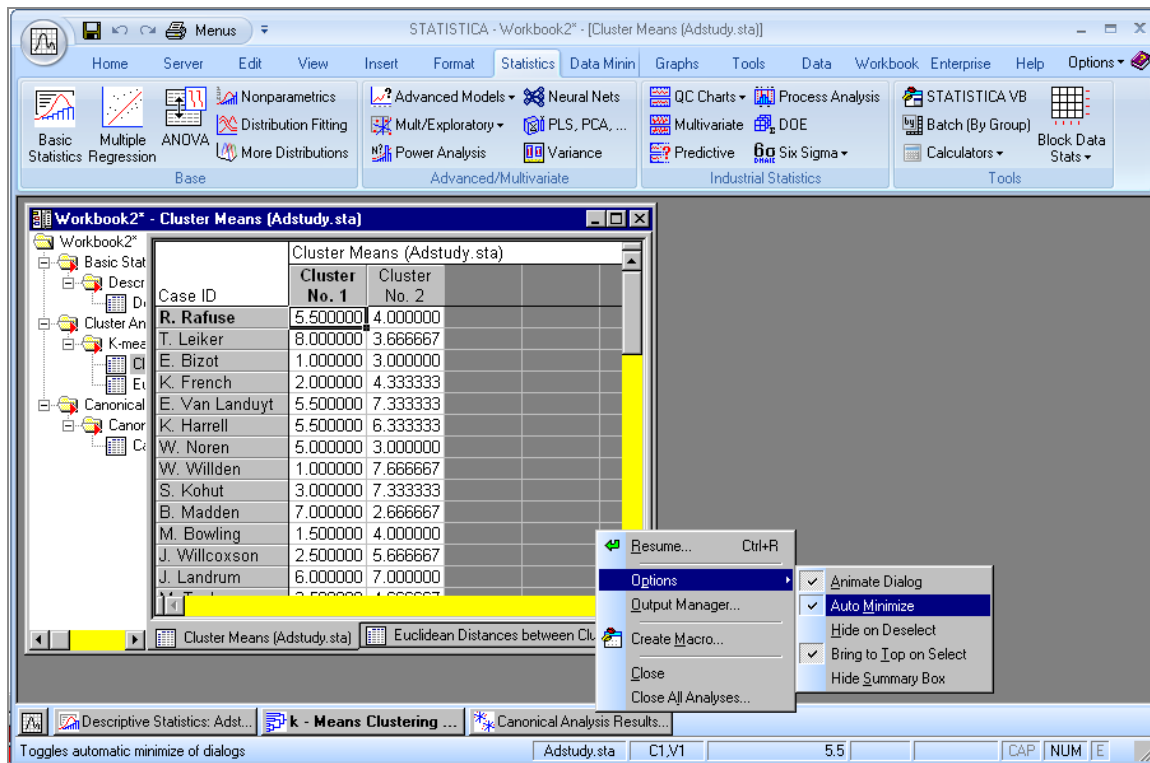 Menus
STATISTICA - Workbook2* - [Cluster Means (Adstudy.sta)]
Home Server Edit View Insert Format Statistics Data Minin Graphs Tools Data Workbook Enterprise Help Options
Basic Statistics
Multiple Regression
ANOVA
Nonparametrics
Distribution Fitting
More Distributions
Base
Advanced Models
Mult/Exploratory
Power Analysis
Neural Nets
PLS, PCA, ...
Variance
Advanced/Multivariate
QC Charts
Multivariate
Predictive
Process Analysis
DOE
6σ Six Sigma
DMAIC
Industrial Statistics
STATISTICA VB
Batch (By Group)
Calculators
Block Data Stats
Tools
Workbook2* - Cluster Means (Adstudy.sta)
Workbook2*
Basic Stat
Descr
Cluster An
K-mea
Cl
Canonical
Canor
Cluster Means (Adstudy.sta)
Case ID Cluster No. 1 Cluster No. 2
R. Rafuse 5.500000 4.000000
T. Leiker 8.000000 3.666667
E. Bizot 1.000000 3.000000
K. French 2.000000 4.333333
E. Van Landuyt 5.500000 7.333333
K. Harrell 5.500000 6.333333
W. Noren 5.000000 3.000000
W. Willden 1.000000 7.666667
S. Kohut 3.000000 7.333333
B. Madden 7.000000 2.666667
M. Bowling 1.500000 4.000000
J. Willcoxson 2.500000 5.666667
J. Landrum 6.000000 7.000000
Cluster Means (Adstudy.sta) Euclidean Distances between Clu
Resume... Ctrl+R
Options
Output Manager...
Create Macro...
Close
Close All Analyses...
Animate Dialog
Auto Minimize
Hide on Deselect
Bring to Top on Select
Hide Summary Box
Descriptive Statistics: Adst... k - Means Clustering ... Canonical Analysis Results...
Toggles automatic minimize of dialogs Adstudy.sta C1,V1 5.5 CAP NUM E